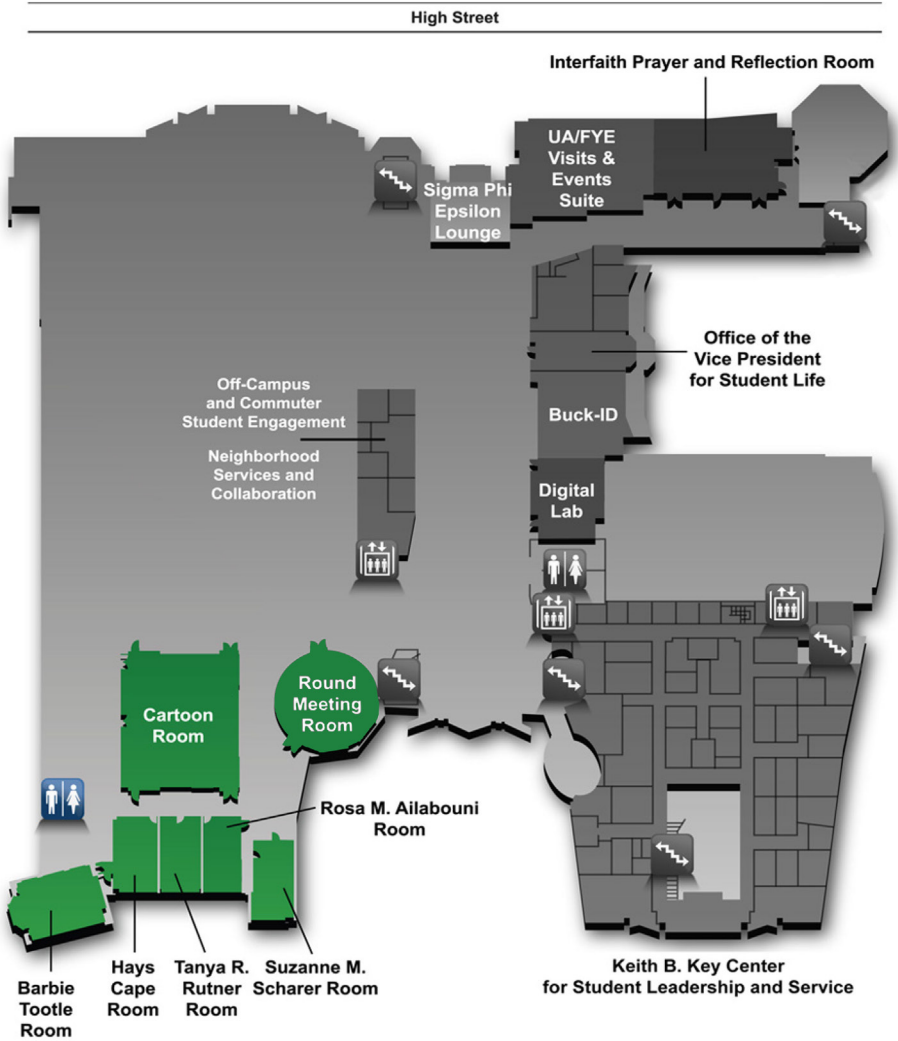 High Street
Interfaith Prayer and Reflection Room
UA/FYE
Visits &
Events
Suite
Sigma Phi
Epsilon
Lounge
Office of the
Vice President
for Student Life
Off-Campus
and Commuter
Student Engagement
Neighborhood
Services and
Collaboration
Buck-ID
Digital
Lab
Round
Meeting
Room
Cartoon
Room
Rosa M. Ailabouni
Room
Barbie
Tootle
Room
Hays
Cape
Room
Tanya R.
Rutner
Room
Suzanne M.
Scharer Room
Keith B. Key Center
for Student Leadership and Service